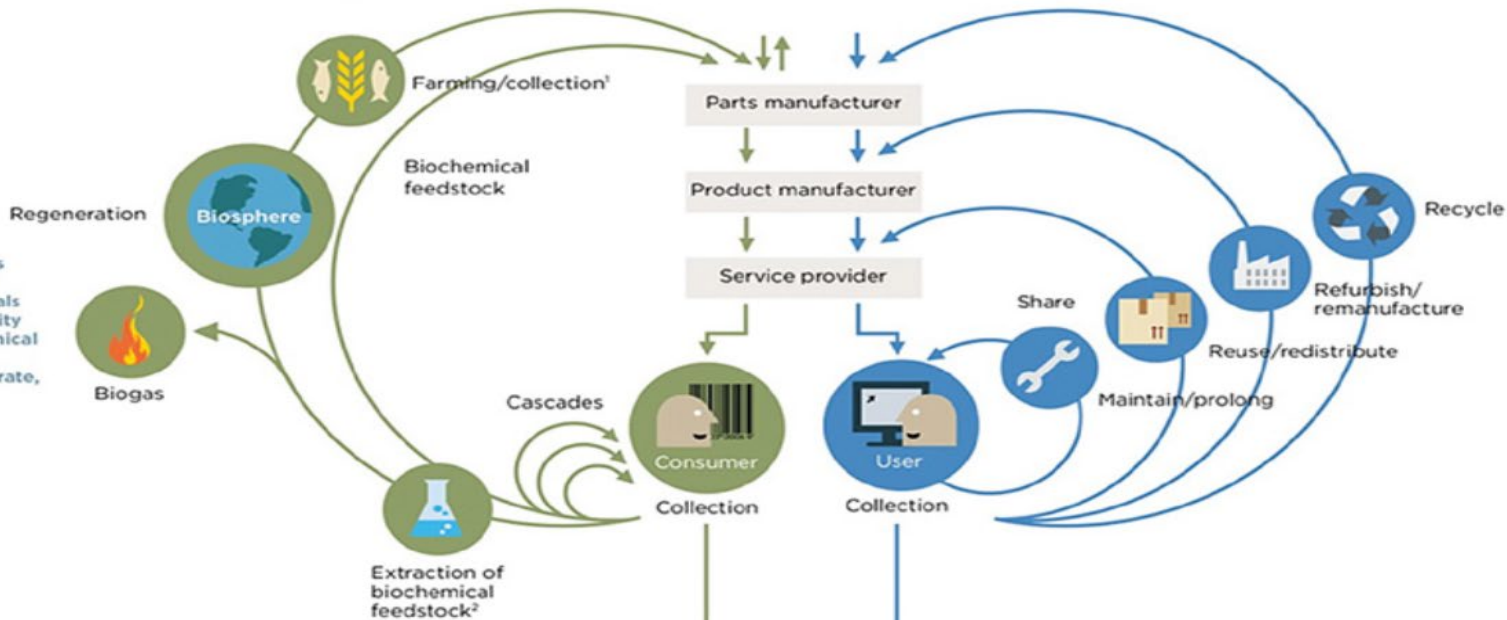 Farming/collection¹
Parts manufacturer
Biochemical
feedstock
Product manufacturer
Regeneration
Biosphere
Recycle
Service provider
Share
Refurbish/
remanufacture
Reuse/redistribute
Biogas
Cascades
Maintain/prolong
Consumer
User
Collection
Collection
Extraction of
biochemical
feedstock²